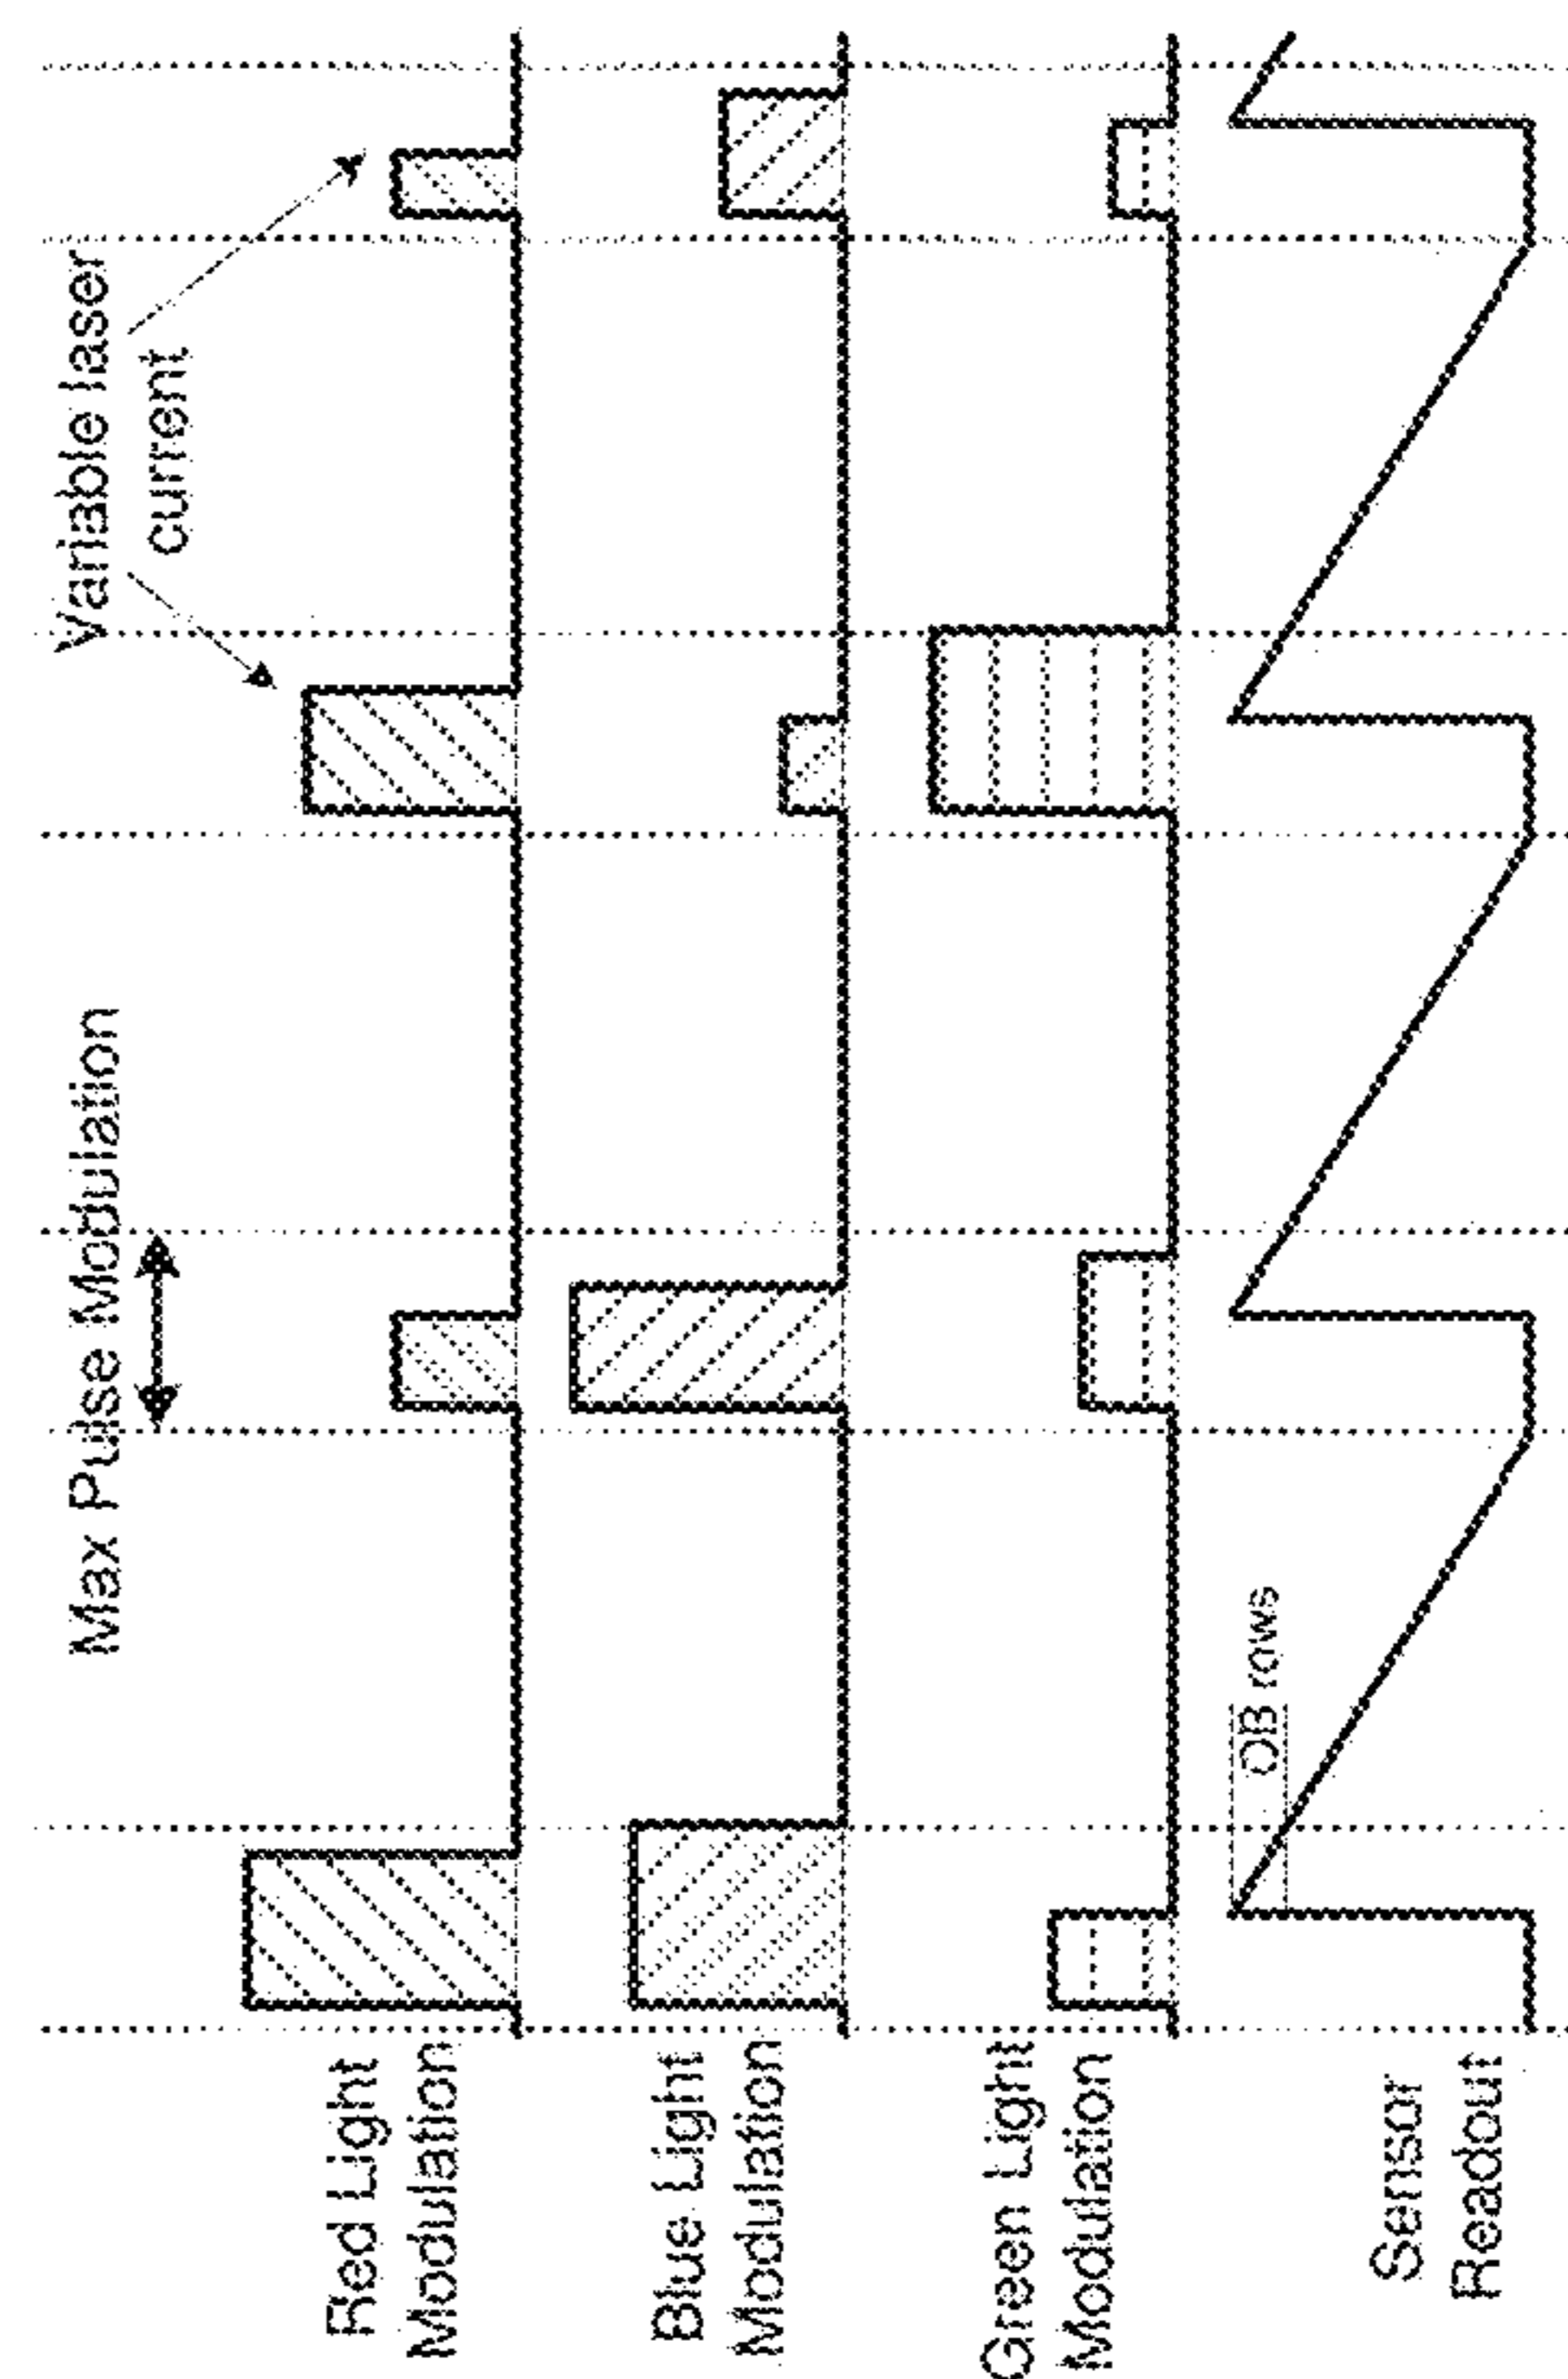 Max Pulse Modulation
Variable laser
current
Red Light
Modulation
Blue Light
Modulation
Green Light
Modulation
OB rows
Sensor
Readout